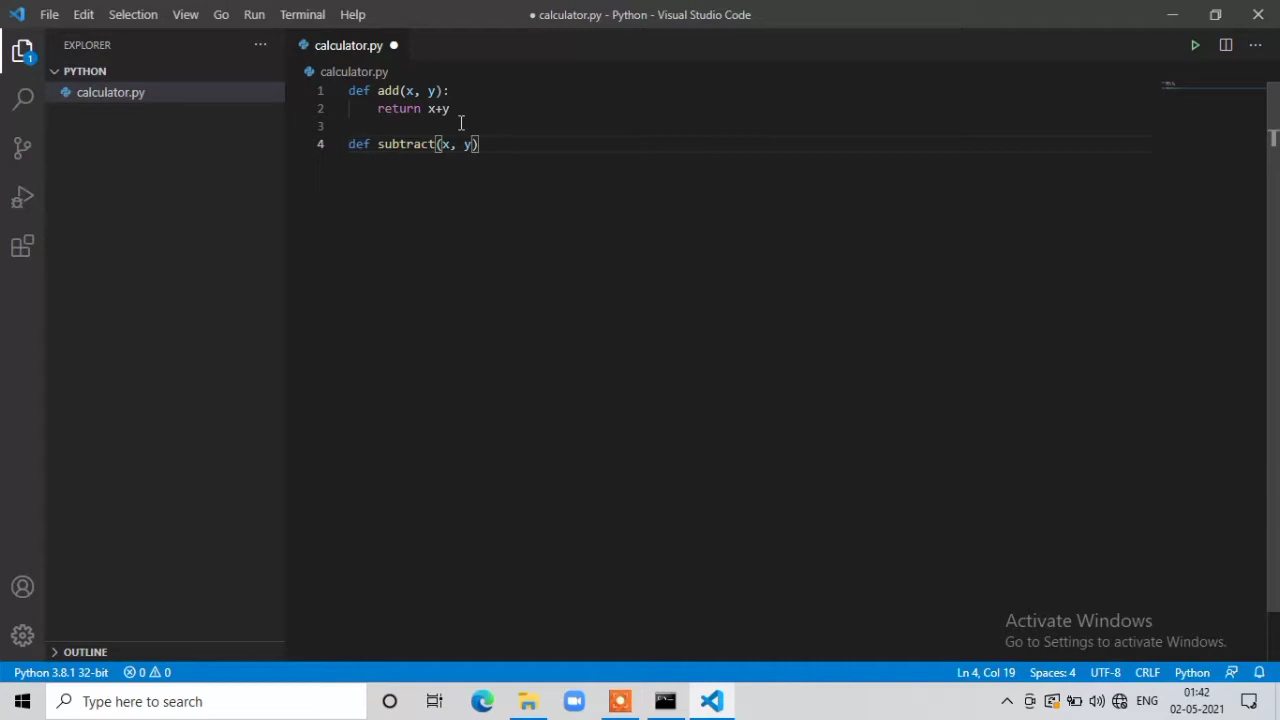 File Edit Selection View Go Run Terminal Help
● calculator.py - Python - Visual Studio Code
EXPLORER
PYTHON
calculator.py
1
calculator.py
calculator.py
1 def add(x, y):
2 return x+y
3
4 def subtract(x, y)
OUTLINE
Activate Windows
Go to Settings to activate Windows.
Python 3.8.1 32-bit 0 0 Ln 4, Col 19 Spaces: 4 UTF-8 CRLF Python
Type here to search
ENG
01:42
02-05-2021